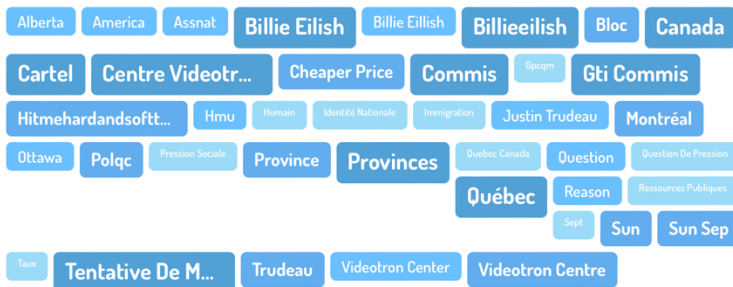 Alberta America Assnat Billie Eilish Billie Eillish Billieeilish Bloc Canada
Cartel Centre Videotr... Cheaper Price Commis Gpcqm Gti Commis
Hitmehardandsoftt... Hmu Humain Identité Nationale Immigration Justin Trudeau Montréal
Ottawa Polqc Pression Sociale Province Provinces Quebec Canada Question Question De Pression
Québec Reason Ressources Publiques
Sept Sun Sun Sep
Taux Tentative De M... Trudeau Videotron Center Videotron Centre